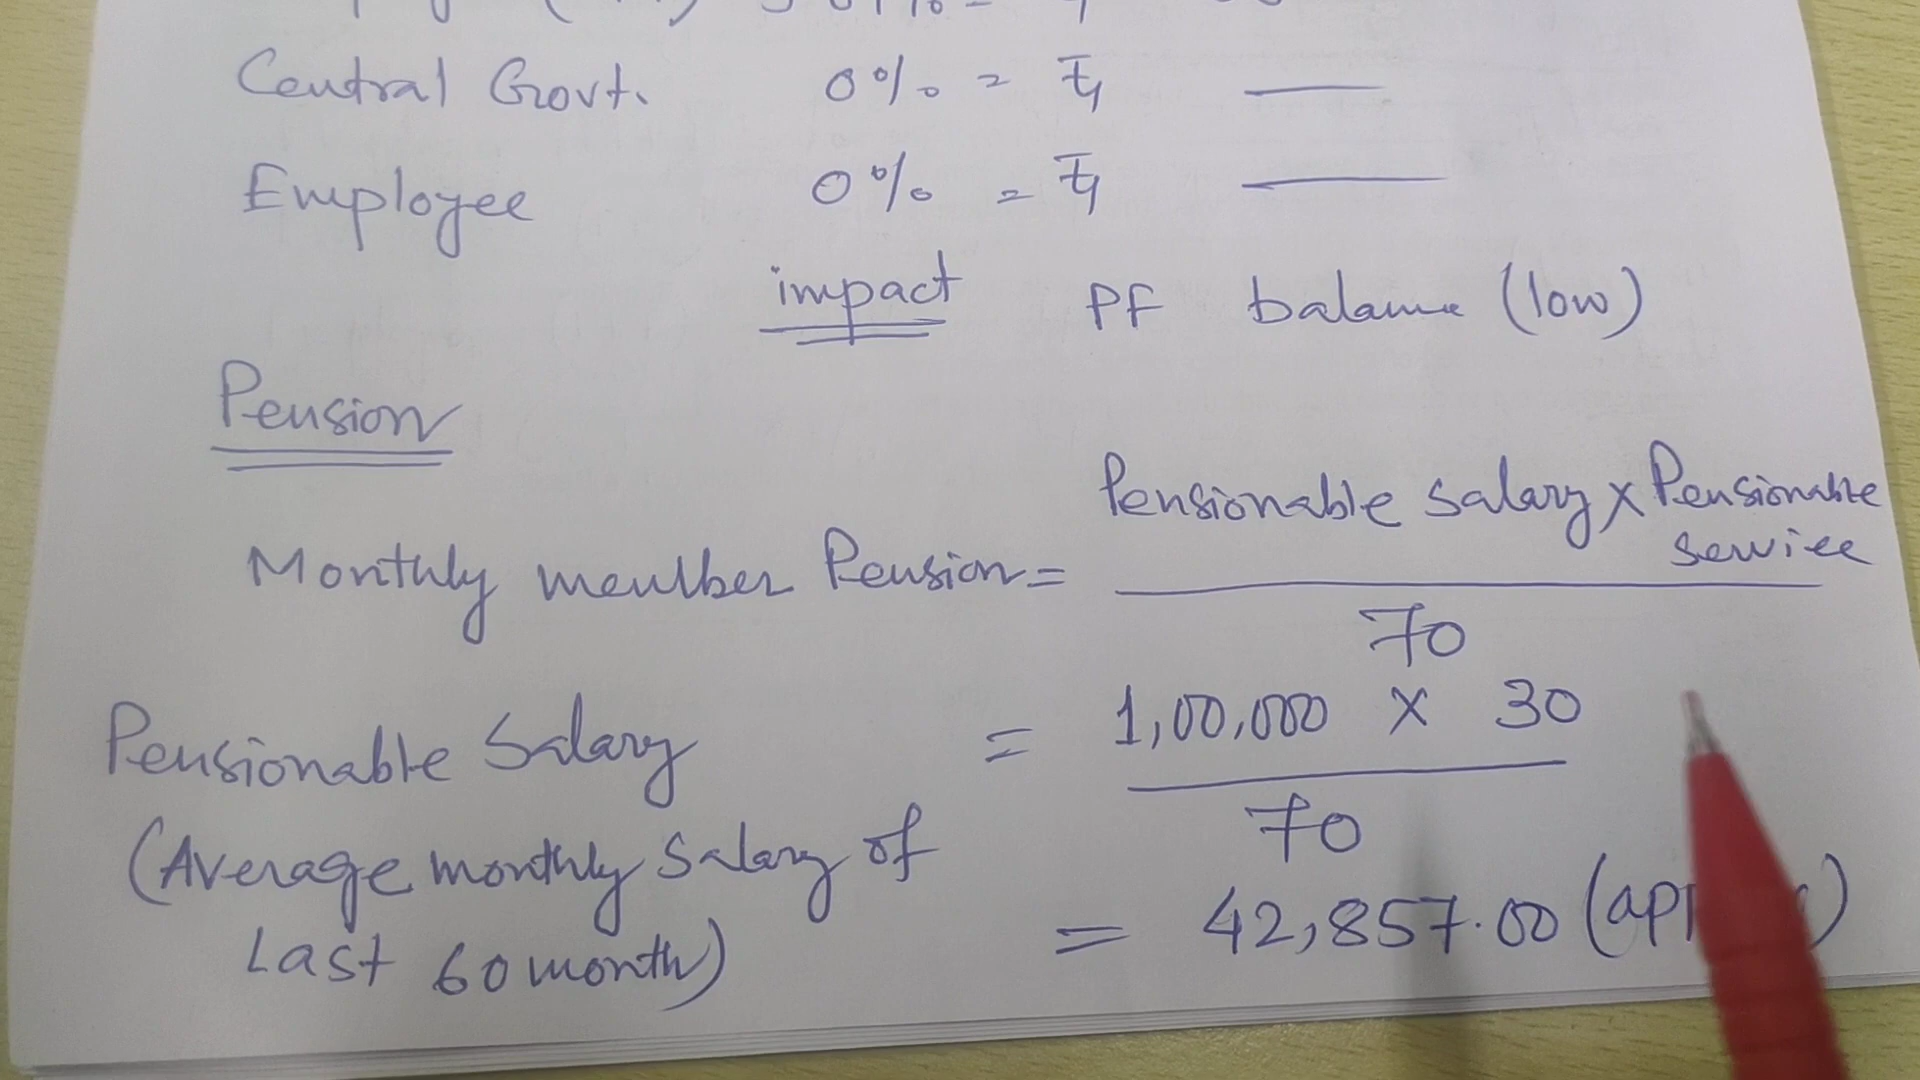 Central Govt. 0% = ₹ —
Employee 0% = ₹ —
impact PF balance (low)
Pension
Monthly member Pension = Pensionable Salary x Pensionable service
70
Pensionable Salary = 1,00,000 x 30
70
(Average monthly Salary of
Last 60 month) = 42,857.00